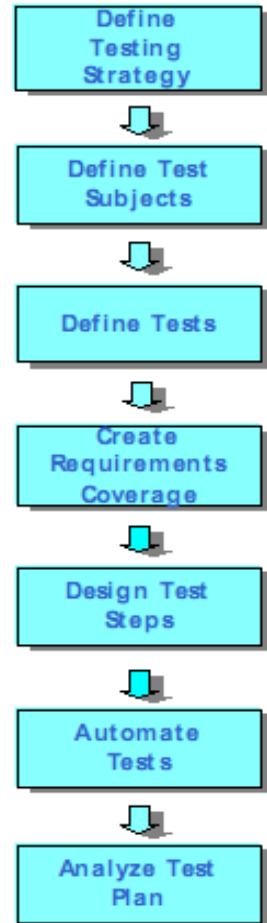 Define
Testing
Strategy
Define Test
Subjects
Define Tests
Create
Requirements
Coverage
Design Test
Steps
Automate
Tests
Analyze Test
Plan